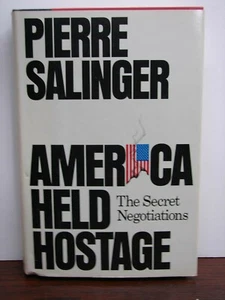 PIERRE
SALINGER
AMERICA
HELD
HOSTAGE
The Secret
Negotiations